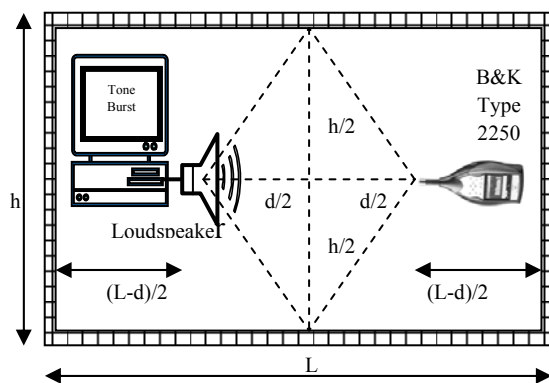 Tone
Burst
B&K
Type
2250
h/2
h
d/2
d/2
Loudspeaker
h/2
(L-d)/2
(L-d)/2
L